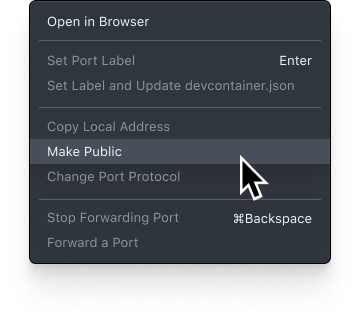 Open in Browser
Set Port Label Enter
Set Label and Update devcontainer.json
Copy Local Address
Make Public
Change Port Protocol
Stop Forwarding Port ⌘Backspace
Forward a Port